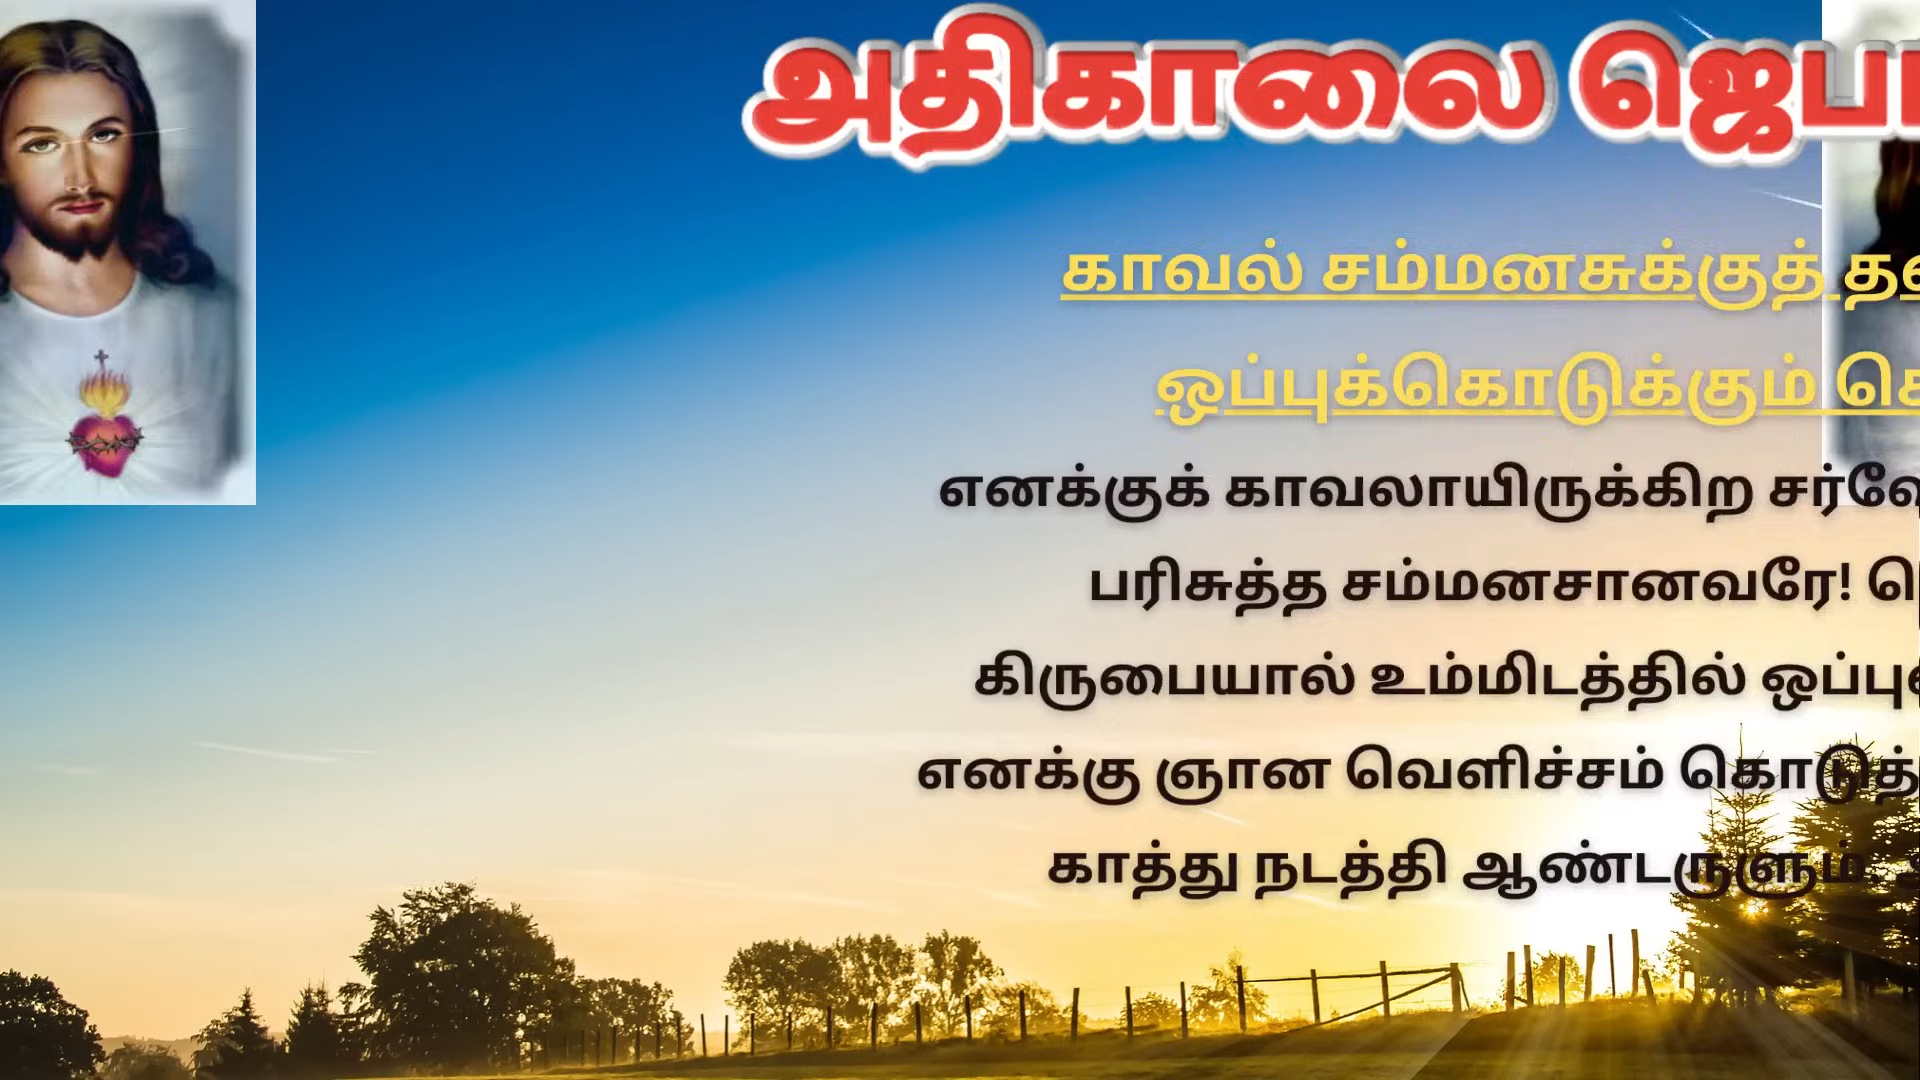 அதிகாலை
காவல் சம்மனசுக்குத்
ஒப்புக்கொடுக்கும்
எனக்குக் காவலாயிருக்கிற
பரிசுத்த சம்மனசானவரே!
கிருபையால் உம்மிடத்தில்
எனக்கு ஞான வெளிச்சம்
காத்து நடத்தி ஆண்டருளும்.